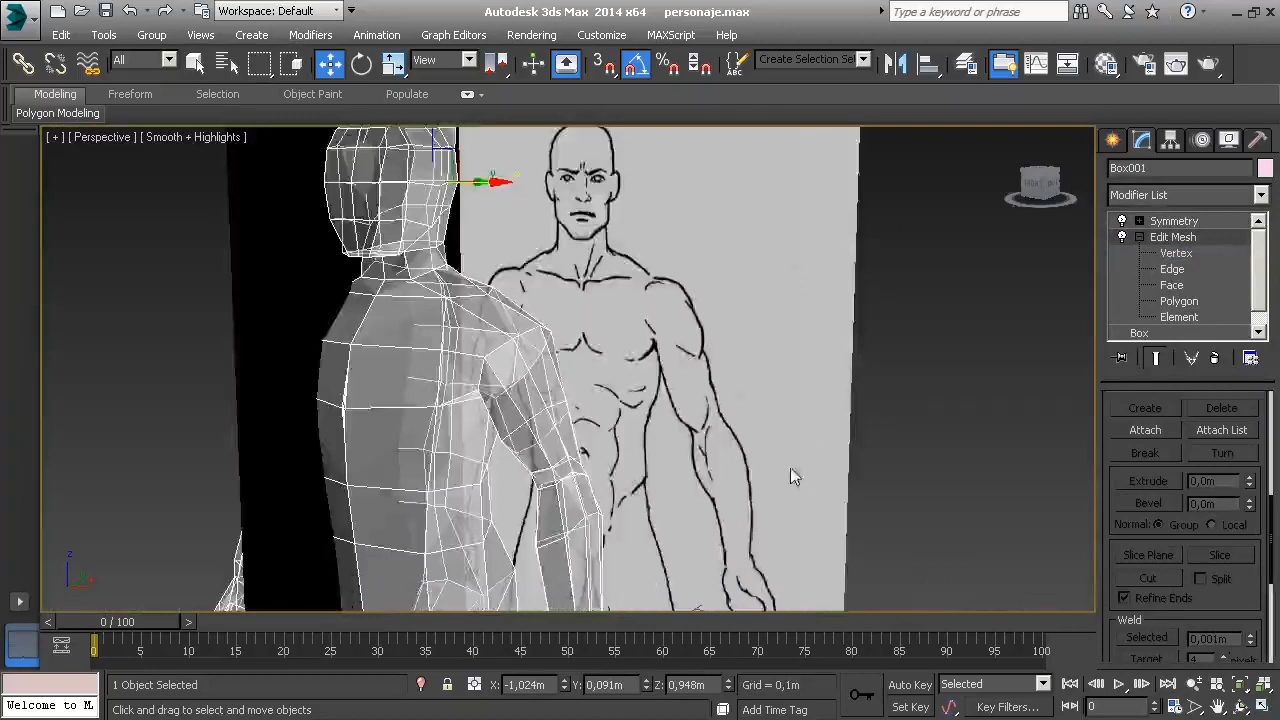 Workspace: Default
Autodesk 3ds Max 2014 x64 personaje.max
Type a keyword or phrase
Edit Tools Group Views Create Modifiers Animation Graph Editors Rendering Customize MAXScript Help
All View 3 Create Selection Se
Modeling Freeform Selection Object Paint Populate
Polygon Modeling
[ + ] [ Perspective ] [ Smooth + Highlights ]
Box001
Modifier List
Symmetry
Edit Mesh
Vertex
Edge
Face
Polygon
Element
Box
Create Delete
Attach Attach List
Break Turn
Extrude 0,0m
Bevel 0,0m
Normal: Group Local
Slice Plane Slice
Cut Split
Refine Ends
Weld
Selected 0,001m
Target 4 pixels
z
< 0 / 100 >
0 5 10 15 20 25 30 35 40 45 50 55 60 65 70 75 80 85 90 95 100
1 Object Selected X: -1,024m Y: 0,091m Z: 0,948m Grid = 0,1m Auto Key Selected
Welcome to M Click and drag to select and move objects Add Time Tag Set Key Key Filters... 0